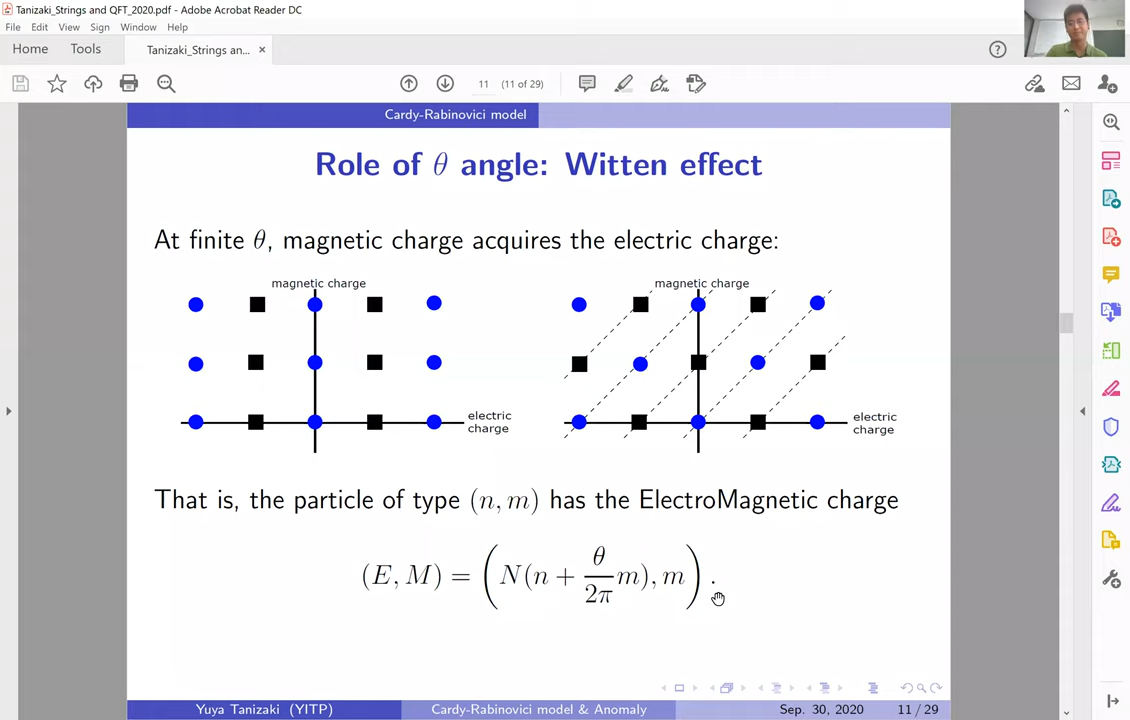 Tanizaki_Strings and QFT_2020.pdf - Adobe Acrobat Reader DC
File Edit View Sign Window Help
Home Tools Tanizaki_Strings an... ×
11 (11 of 29)
Cardy-Rabinovici model
Role of θ angle: Witten effect
At finite θ, magnetic charge acquires the electric charge:
magnetic charge
electric
charge
magnetic charge
electric
charge
That is, the particle of type (n, m) has the ElectroMagnetic charge
(E, M) = (N(n + θ/2π m), m).
Yuya Tanizaki (YITP) Cardy-Rabinovici model & Anomaly Sep. 30, 2020 11 / 29